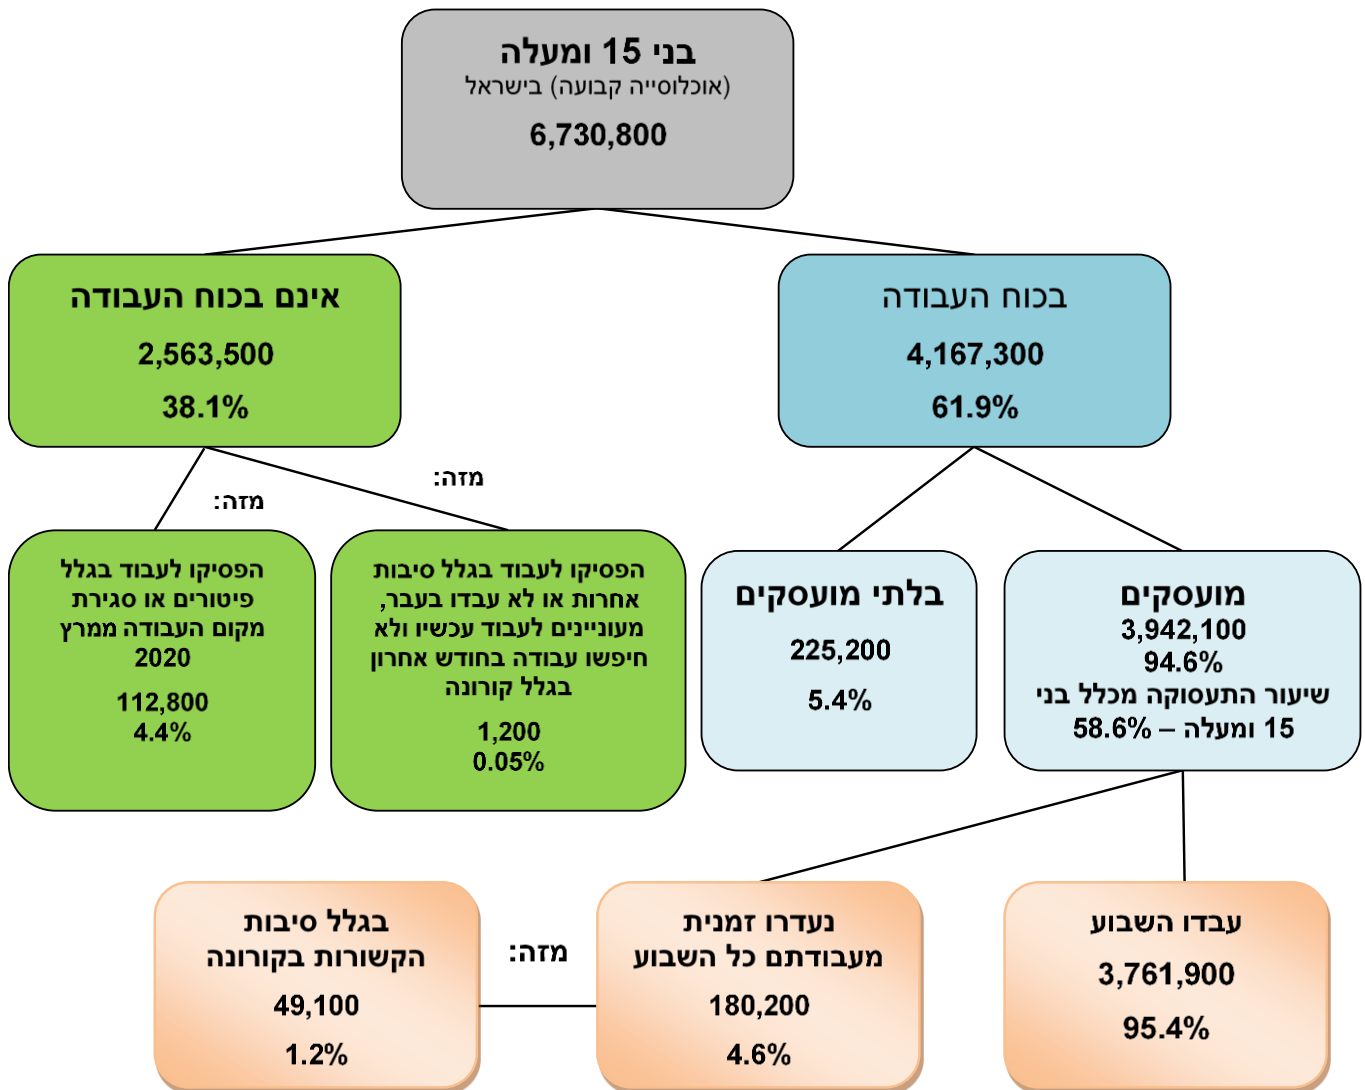 בני 15 ומעלה
(אוכלוסייה קבועה) בישראל
6,730,800
בכוח העבודה
4,167,300
61.9%
אינם בכוח העבודה
2,563,500
38.1%
מזה:
מזה:
מועסקים
3,942,100
94.6%
שיעור התעסוקה מכלל בני
15 ומעלה – 58.6%
בלתי מועסקים
225,200
5.4%
הפסיקו לעבוד בגלל סיבות
אחרות או לא עבדו בעבר,
מעוניינים לעבוד עכשיו ולא
חיפשו עבודה בחודש אחרון
בגלל קורונה
1,200
0.05%
הפסיקו לעבוד בגלל
פיטורים או סגירת
מקום העבודה ממרץ
2020
112,800
4.4%
עבדו השבוע
3,761,900
95.4%
נעדרו זמנית
מעבודתם כל השבוע
180,200
4.6%
מזה:
בגלל סיבות
הקשורות בקורונה
49,100
1.2%